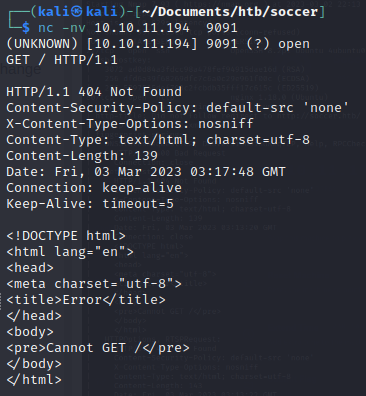 ┌──(kali㉿kali)-[~/Documents/htb/soccer]
└─$ nc -nv 10.10.11.194  9091
(UNKNOWN) [10.10.11.194] 9091 (?) open
GET / HTTP/1.1

HTTP/1.1 404 Not Found
Content-Security-Policy: default-src 'none'
X-Content-Type-Options: nosniff
Content-Type: text/html; charset=utf-8
Content-Length: 139
Date: Fri, 03 Mar 2023 03:17:48 GMT
Connection: keep-alive
Keep-Alive: timeout=5

<!DOCTYPE html>
<html lang="en">
<head>
<meta charset="utf-8">
<title>Error</title>
</head>
<body>
<pre>Cannot GET /</pre>
</body>
</html>